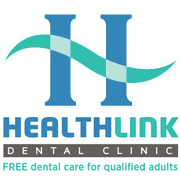 H
HEALTHLINK
DENTAL CLINIC
FREE dental care for qualified adults